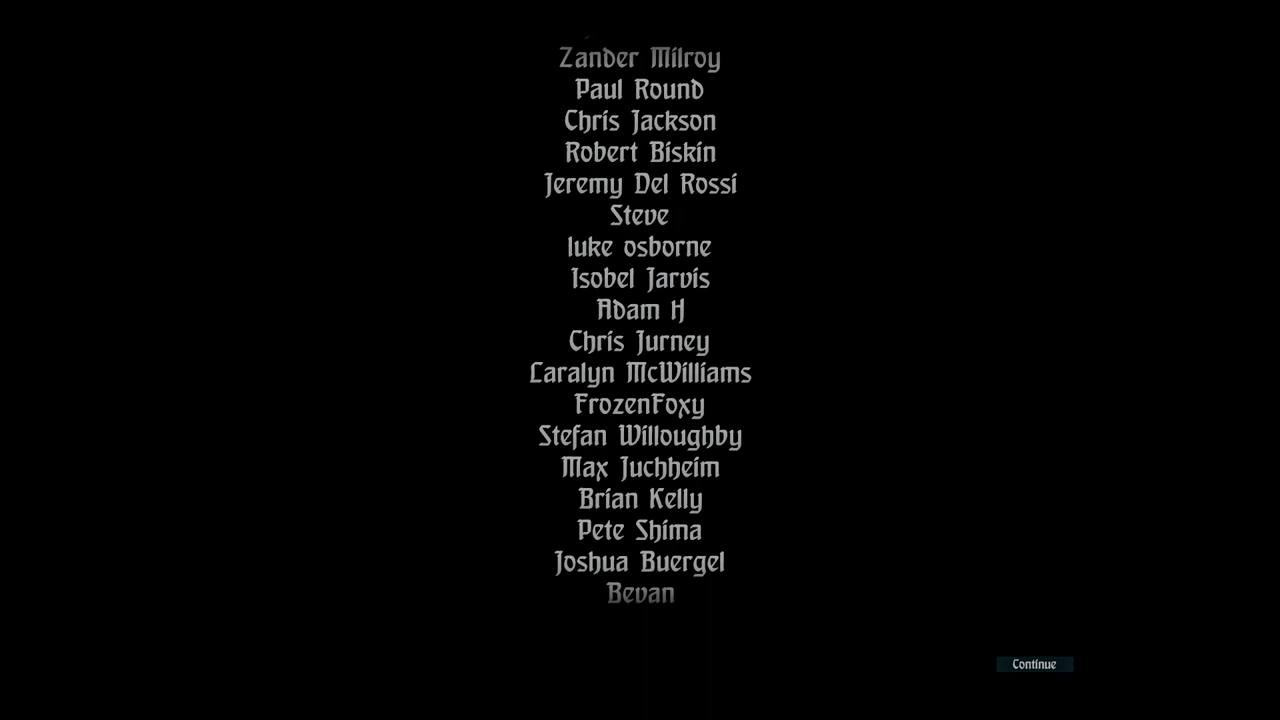 Zander Milroy
Paul Round
Chris Jackson
Robert Biskin
Jeremy Del Rossi
Steve
luke osborne
Isobel Jarvis
Adam H
Chris Jurney
Laralyn McWilliams
FrozenFoxy
Stefan Willoughby
Max Juchheim
Brian Kelly
Pete Shima
Joshua Buergel
Bevan
Continue